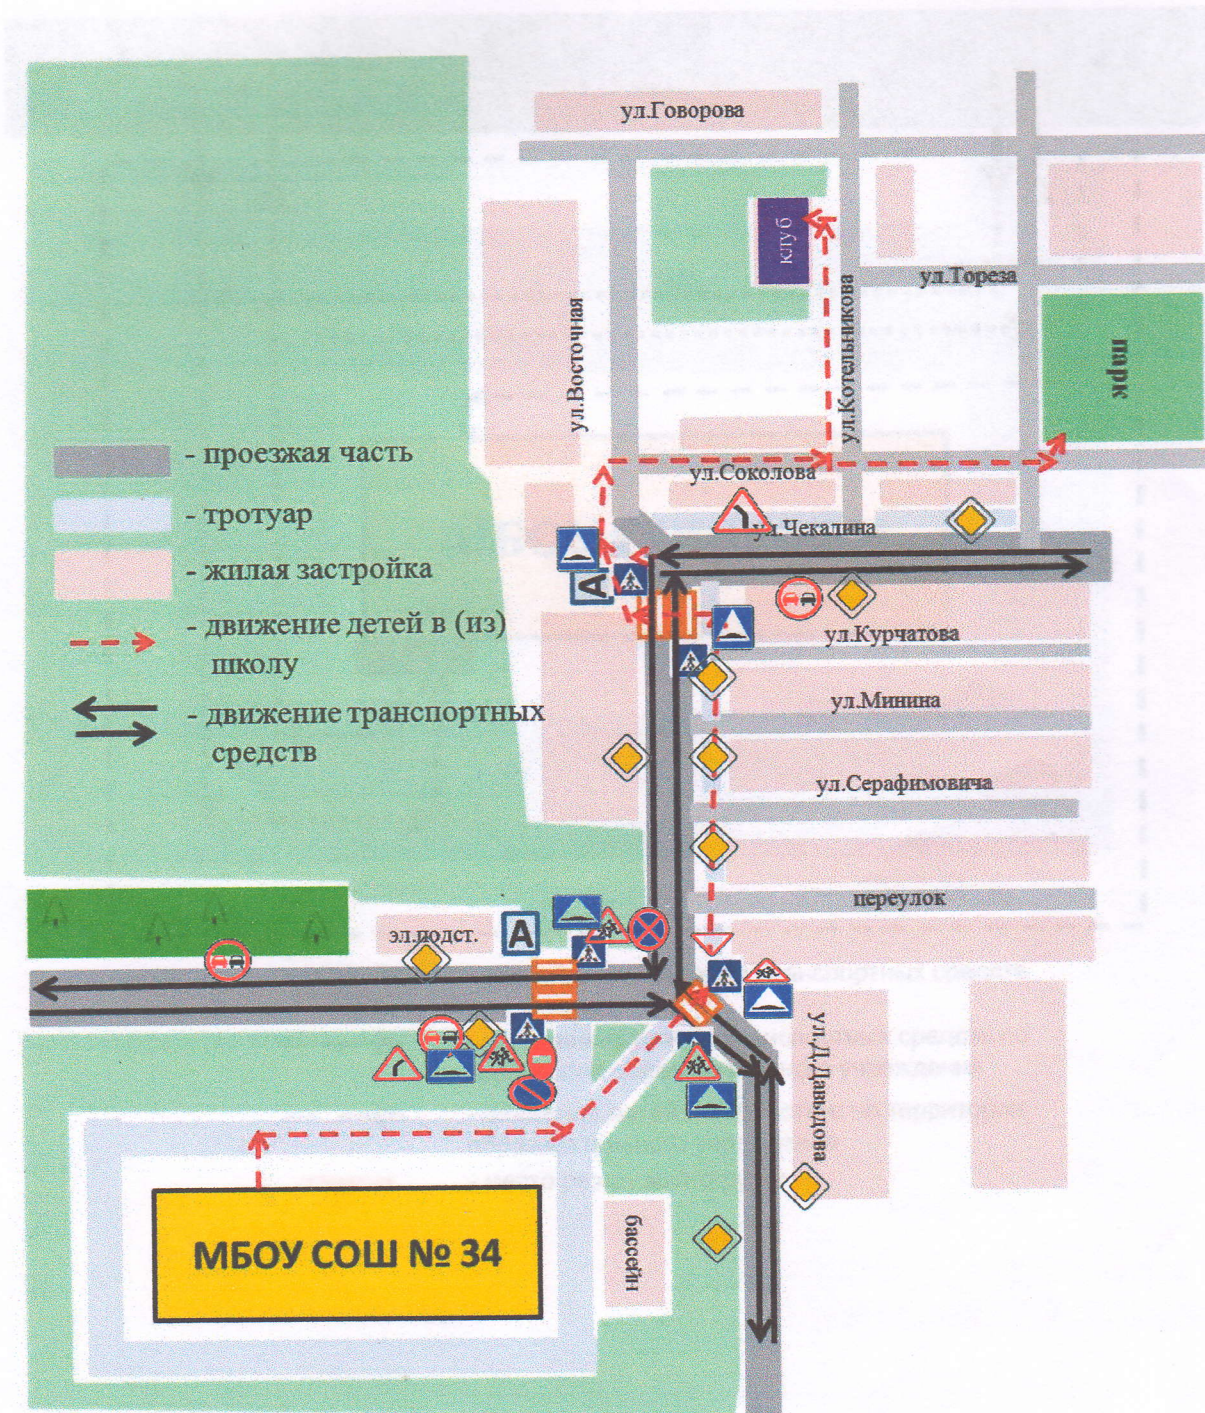 ул.Говорова
клуб
ул.Тореза
ул.Котельникова
ул.Восточная
парк
- проезжая часть
ул.Соколова
- тротуар
ул.Чекалина
- жилая застройка
А
- движение детей в (из)
школу
ул.Курчатова
ул.Минина
- движение транспортных
средств
ул.Серафимовича
переулок
эл.подст.
А
ул.Д.Давыдова
МБОУ СОШ № 34
бассейн